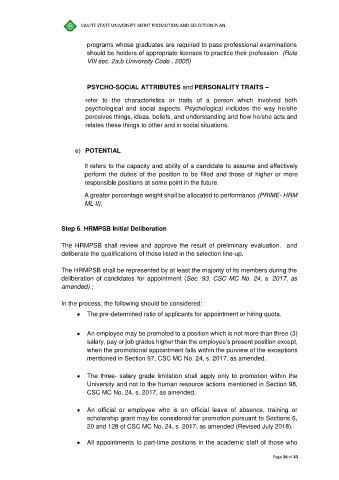 CAVITE STATE UNIVERSITY MERIT PROMOTION AND SELECTION PLAN
programs whose graduates are required to pass professional examinations
should be holders of appropriate licenses to practice their profession (Rule
VIII sec. 2a,b University Code , 2005)
PSYCHO-SOCIAL ATTRIBUTES and PERSONALITY TRAITS –
refer to the characteristics or traits of a person which involved both
psychological and social aspects. Psychological includes the way he/she
perceives things, ideas, beliefs, and understanding and how he/she acts and
relates these things to other and in social situations.
e) POTENTIAL
It refers to the capacity and ability of a candidate to assume and effectively
perform the duties of the position to be filled and those of higher or more
responsible positions at some point in the future.
A greater percentage weight shall be allocated to performance (PRIME- HRM
ML II).
Step 6. HRMPSB Initial Deliberation
The HRMPSB shall review and approve the result of preliminary evaluation. and
deliberate the qualifications of those listed in the selection line-up.
The HRMPSB shall be represented by at least the majority of its members during the
deliberation of candidates for appointment (Sec. 93, CSC MC No. 24, s. 2017, as
amended).;
In the process, the following should be considered:
• The pre-determined ratio of applicants for appointment or hiring quota.
• An employee may be promoted to a position which is not more than three (3)
salary, pay or job grades higher than the employee's present position except,
when the promotional appointment falls within the purview of the exceptions
mentioned in Section 97, CSC MC No. 24, s. 2017, as amended.
• The three- salary grade limitation shall apply only to promotion within the
University and not to the human resource actions mentioned in Section 98,
CSC MC No. 24, s. 2017, as amended.
• An official or employee who is on official leave of absence, training or
scholarship grant may be considered for promotion pursuant to Sections 6,
20 and 128 of CSC MC No. 24, s. 2017, as amended (Revised July 2018).
• All appointments to part-time positions in the academic staff of those who
Page 26 of 43